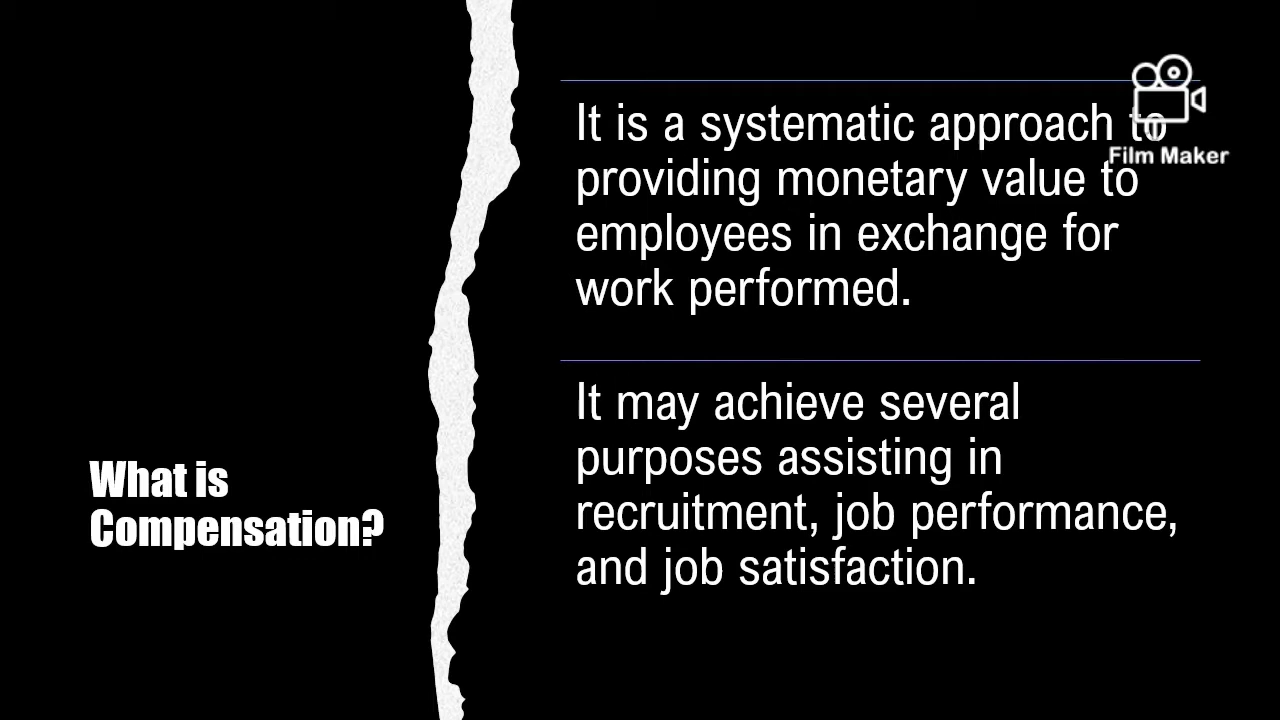 What is
Compensation?
It is a systematic approach to
providing monetary value to
employees in exchange for
work performed.
It may achieve several
purposes assisting in
recruitment, job performance,
and job satisfaction.
Film Maker